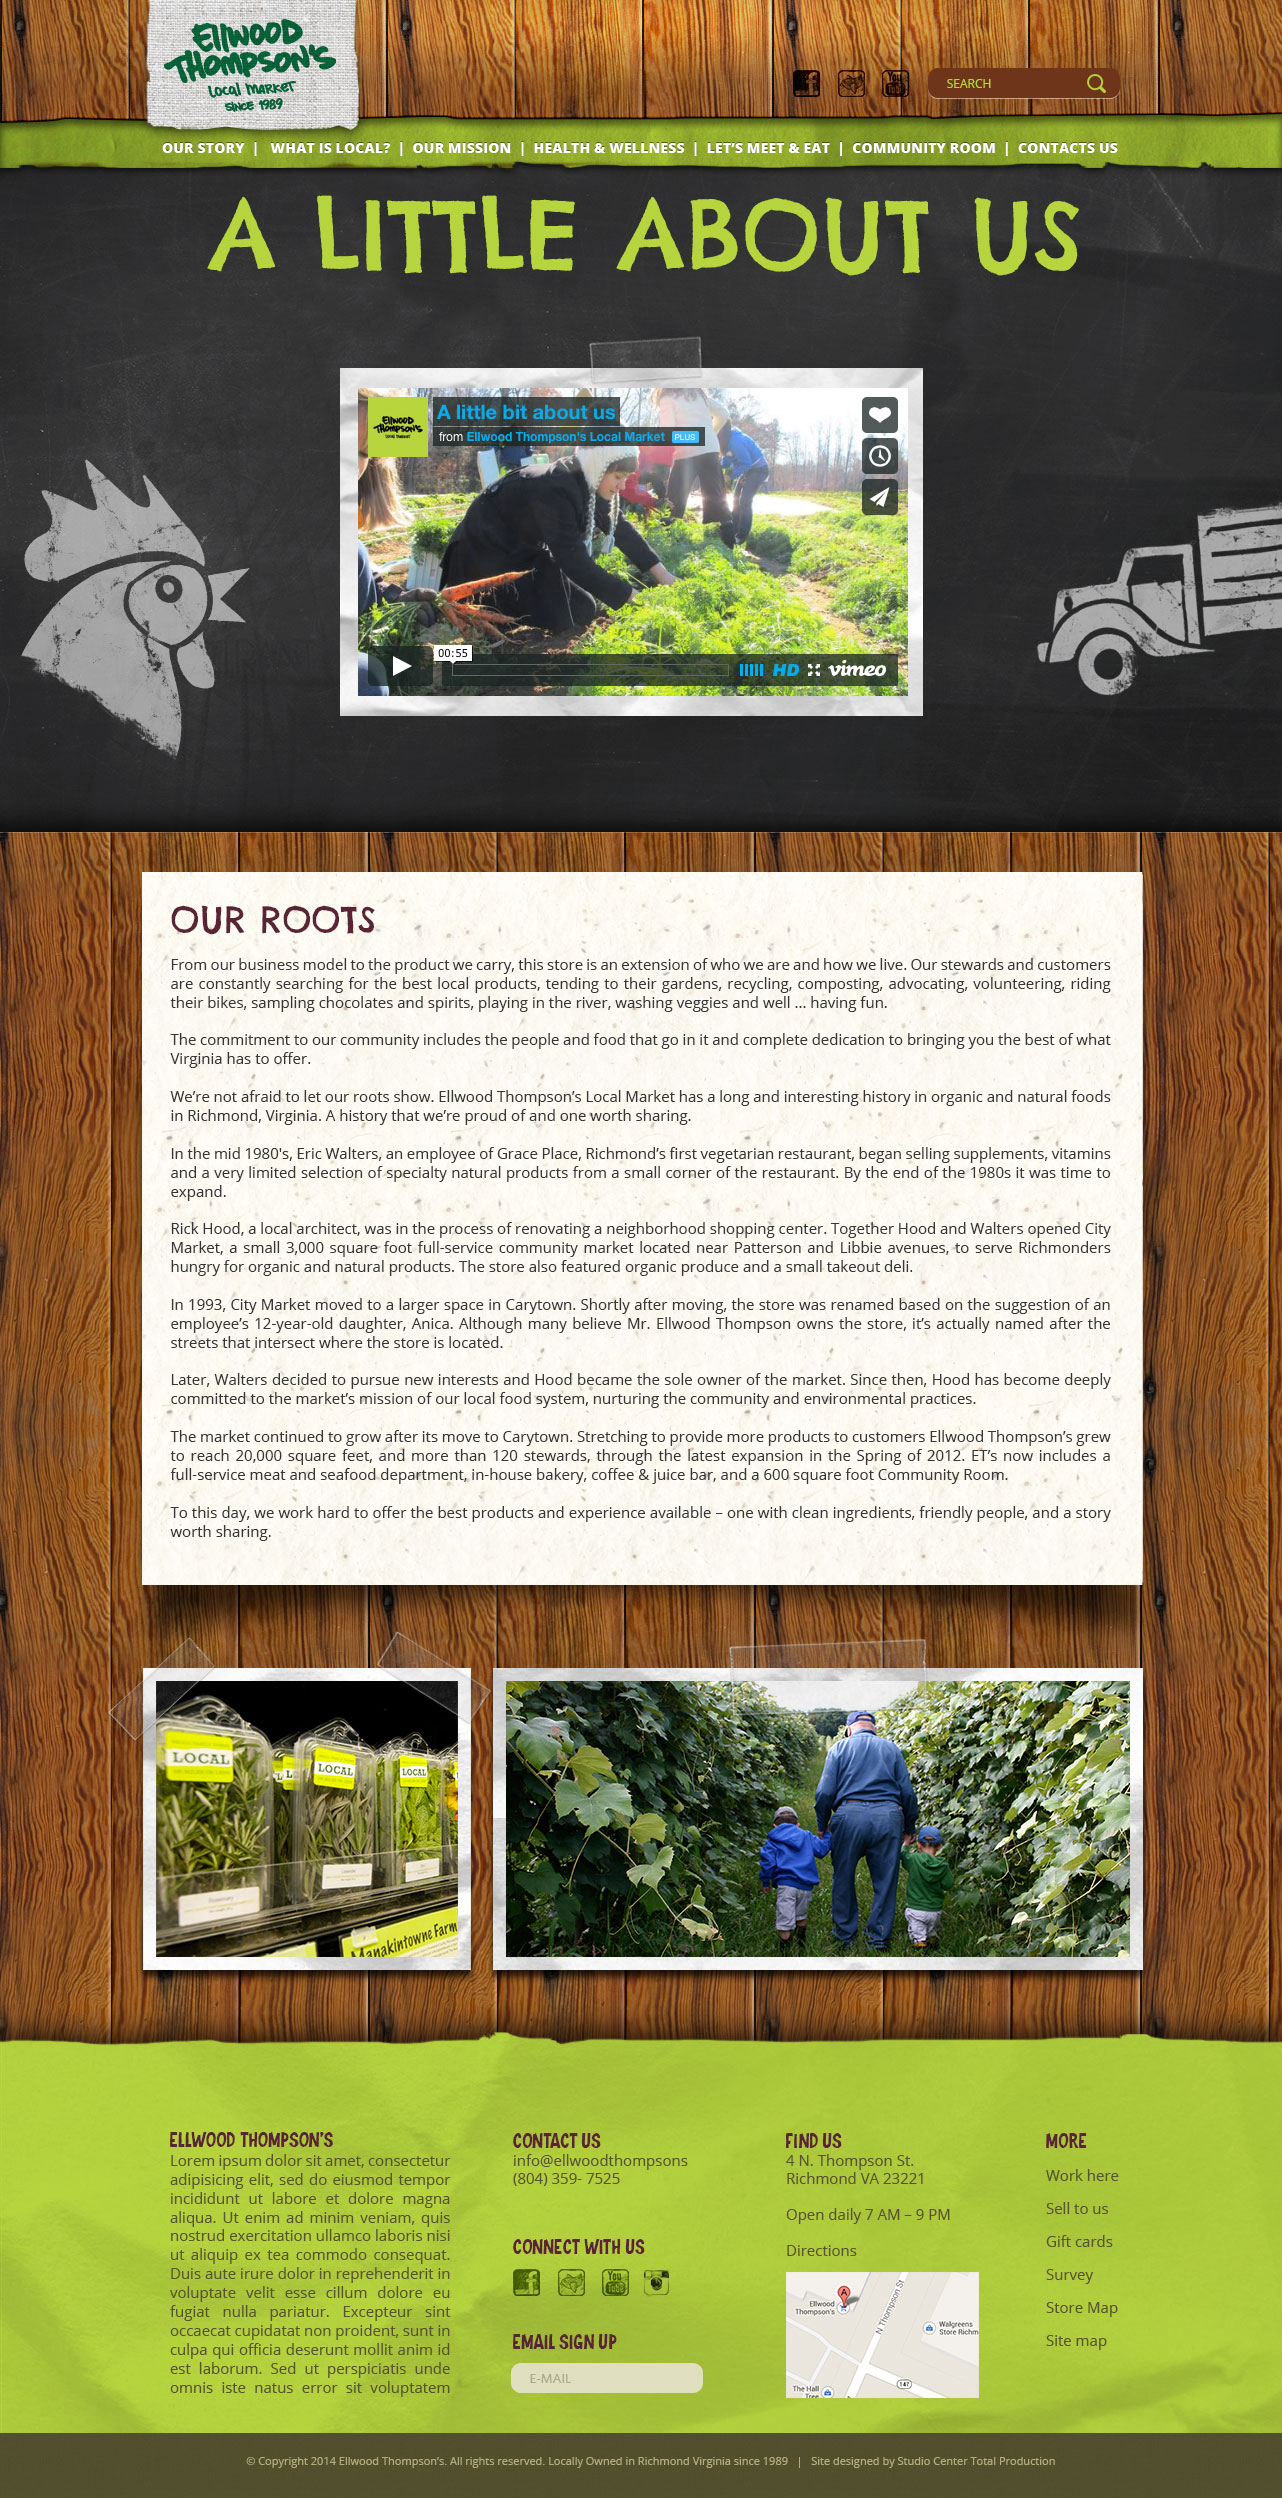 Ellwood
Thompson's
Local Market
since 1989
SEARCH
OUR STORY | WHAT IS LOCAL? | OUR MISSION | HEALTH & WELLNESS | LET'S MEET & EAT | COMMUNITY ROOM | CONTACTS US
A LITTLE ABOUT US
Ellwood
Thompson's
Local Market
A little bit about us
from Ellwood Thompson's Local Market PLUS
00:55
HD vimeo
OUR ROOTS
From our business model to the product we carry, this store is an extension of who we are and how we live. Our stewards and customers
are constantly searching for the best local products, tending to their gardens, recycling, composting, advocating, volunteering, riding
their bikes, sampling chocolates and spirits, playing in the river, washing veggies and well ... having fun.
The commitment to our community includes the people and food that go in it and complete dedication to bringing you the best of what
Virginia has to offer.
We're not afraid to let our roots show. Ellwood Thompson's Local Market has a long and interesting history in organic and natural foods
in Richmond, Virginia. A history that we're proud of and one worth sharing.
In the mid 1980's, Eric Walters, an employee of Grace Place, Richmond's first vegetarian restaurant, began selling supplements, vitamins
and a very limited selection of specialty natural products from a small corner of the restaurant. By the end of the 1980s it was time to
expand.
Rick Hood, a local architect, was in the process of renovating a neighborhood shopping center. Together Hood and Walters opened City
Market, a small 3,000 square foot full-service community market located near Patterson and Libbie avenues, to serve Richmonders
hungry for organic and natural products. The store also featured organic produce and a small takeout deli.
In 1993, City Market moved to a larger space in Carytown. Shortly after moving, the store was renamed based on the suggestion of an
employee's 12-year-old daughter, Anica. Although many believe Mr. Ellwood Thompson owns the store, it's actually named after the
streets that intersect where the store is located.
Later, Walters decided to pursue new interests and Hood became the sole owner of the market. Since then, Hood has become deeply
committed to the market's mission of our local food system, nurturing the community and environmental practices.
The market continued to grow after its move to Carytown. Stretching to provide more products to customers Ellwood Thompson's grew
to reach 20,000 square feet, and more than 120 stewards, through the latest expansion in the Spring of 2012. ET's now includes a
full-service meat and seafood department, in-house bakery, coffee & juice bar, and a 600 square foot Community Room.
To this day, we work hard to offer the best products and experience available – one with clean ingredients, friendly people, and a story
worth sharing.
LOCAL
LOCAL
LOCAL
Rosemary
Manakintowne Farm
ELLWOOD THOMPSON'S
Lorem ipsum dolor sit amet, consectetur
adipisicing elit, sed do eiusmod tempor
incididunt ut labore et dolore magna
aliqua. Ut enim ad minim veniam, quis
nostrud exercitation ullamco laboris nisi
ut aliquip ex tea commodo consequat.
Duis aute irure dolor in reprehenderit in
voluptate velit esse cillum dolore eu
fugiat nulla pariatur. Excepteur sint
occaecat cupidatat non proident, sunt in
culpa qui officia deserunt mollit anim id
est laborum. Sed ut perspiciatis unde
omnis iste natus error sit voluptatem
CONTACT US
info@ellwoodthompsons
(804) 359- 7525
CONNECT WITH US
You
Tube
EMAIL SIGN UP
E-MAIL
FIND US
4 N. Thompson St.
Richmond VA 23221
Open daily 7 AM – 9 PM
Directions
A
Ellwood
Thompson's
N Thompson St
Walgreens
Store Richm
147
The Hall
Tree
MORE
Work here
Sell to us
Gift cards
Survey
Store Map
Site map
© Copyright 2014 Ellwood Thompson's. All rights reserved. Locally Owned in Richmond Virginia since 1989 | Site designed by Studio Center Total Production